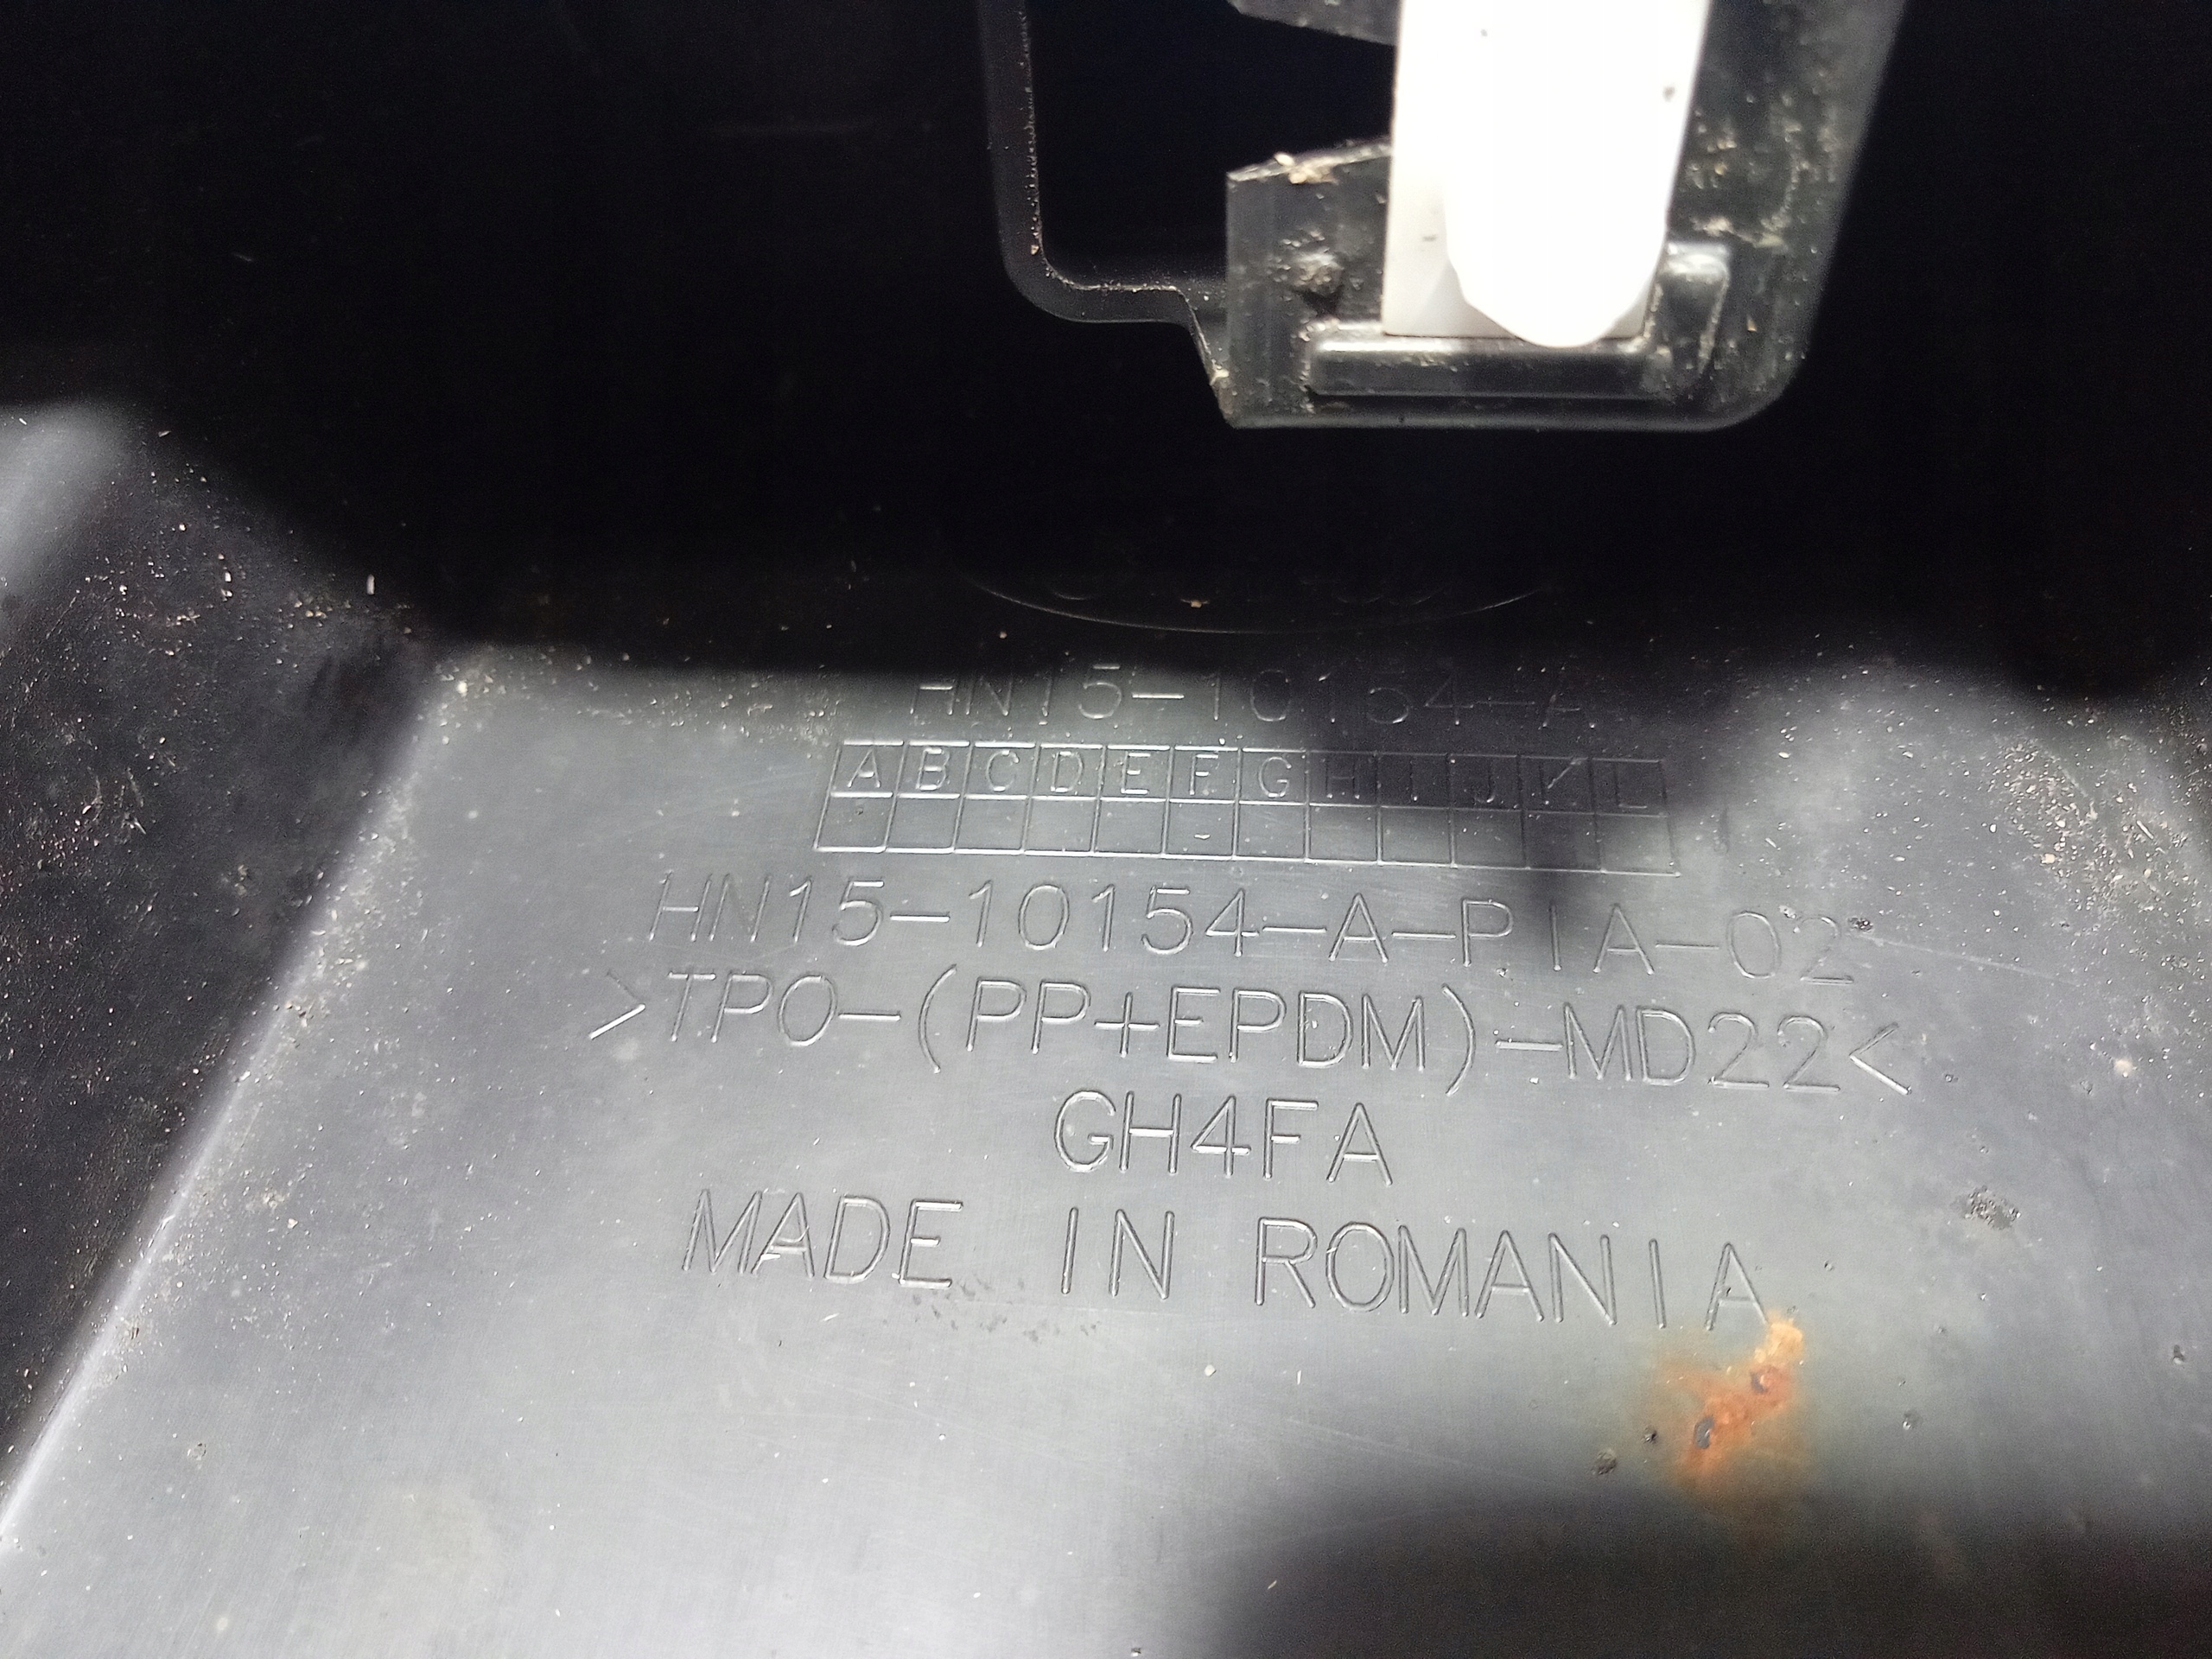 HN15-10154-A
A B C D E F G H I J K L
HN15-10154-A-PIA-02
>TPO-(PP+EPDM)-MD22<
GH4FA
MADE IN ROMANIA